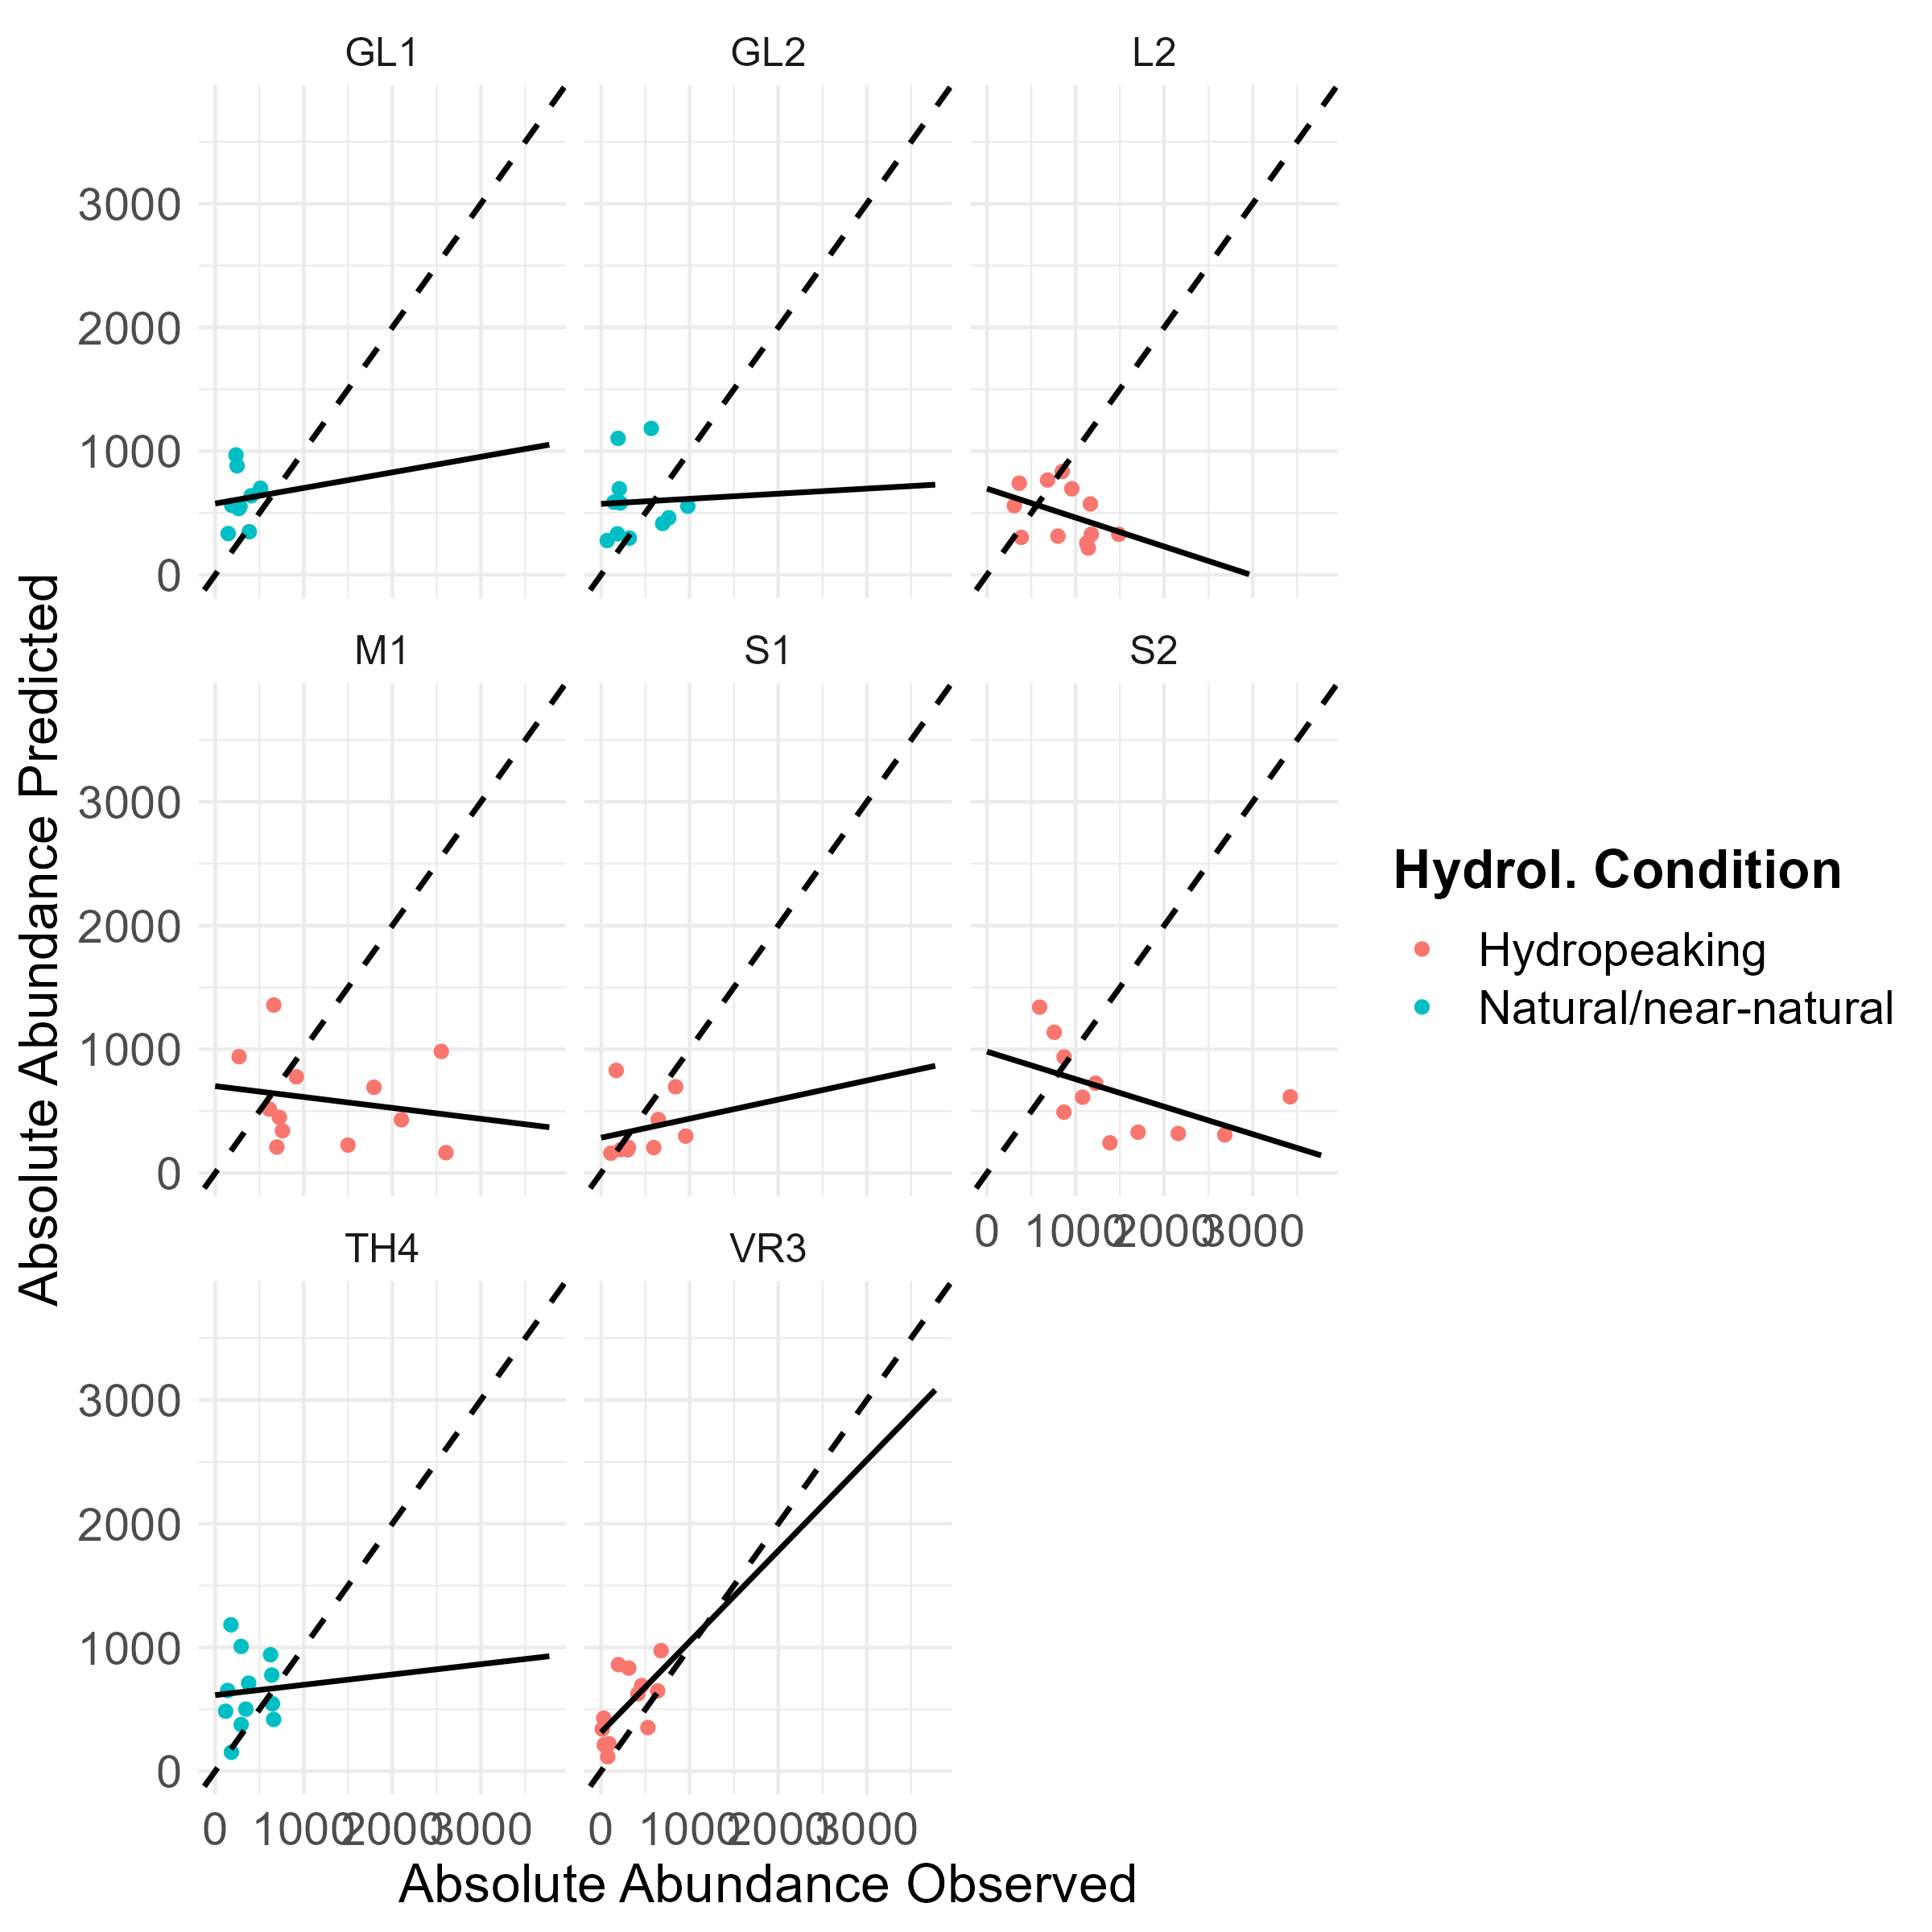 GL1 GL2 L2
3000
2000
1000
0
M1 S1 S2
3000
2000
1000
0
0 1000 2000 3000
TH4 VR3
3000
2000
1000
0
0 1000 2000 3000 0 1000 2000 3000
Absolute Abundance Observed
Absolute Abundance Predicted
Hydrol. Condition
Hydropeaking
Natural/near-natural